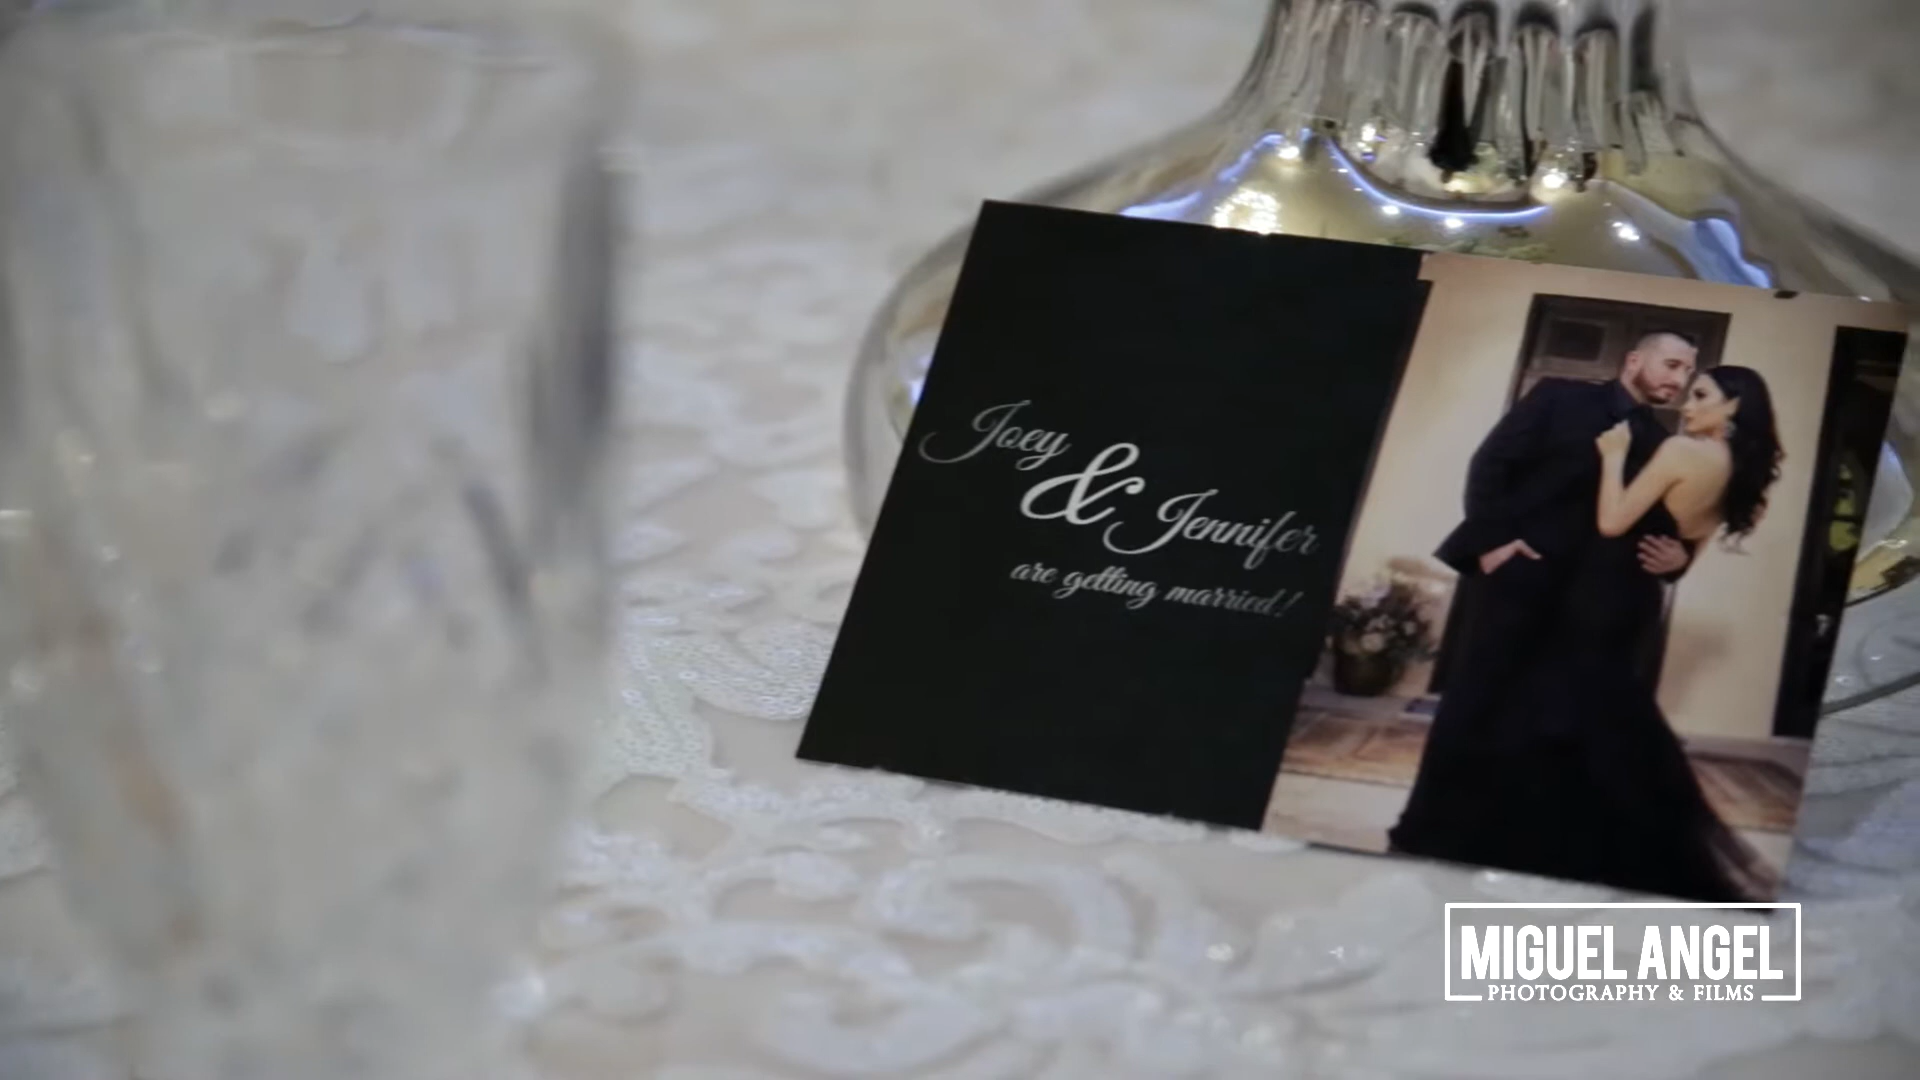 Joey
& Jennifer
are getting married!
MIGUEL ANGEL
PHOTOGRAPHY & FILMS